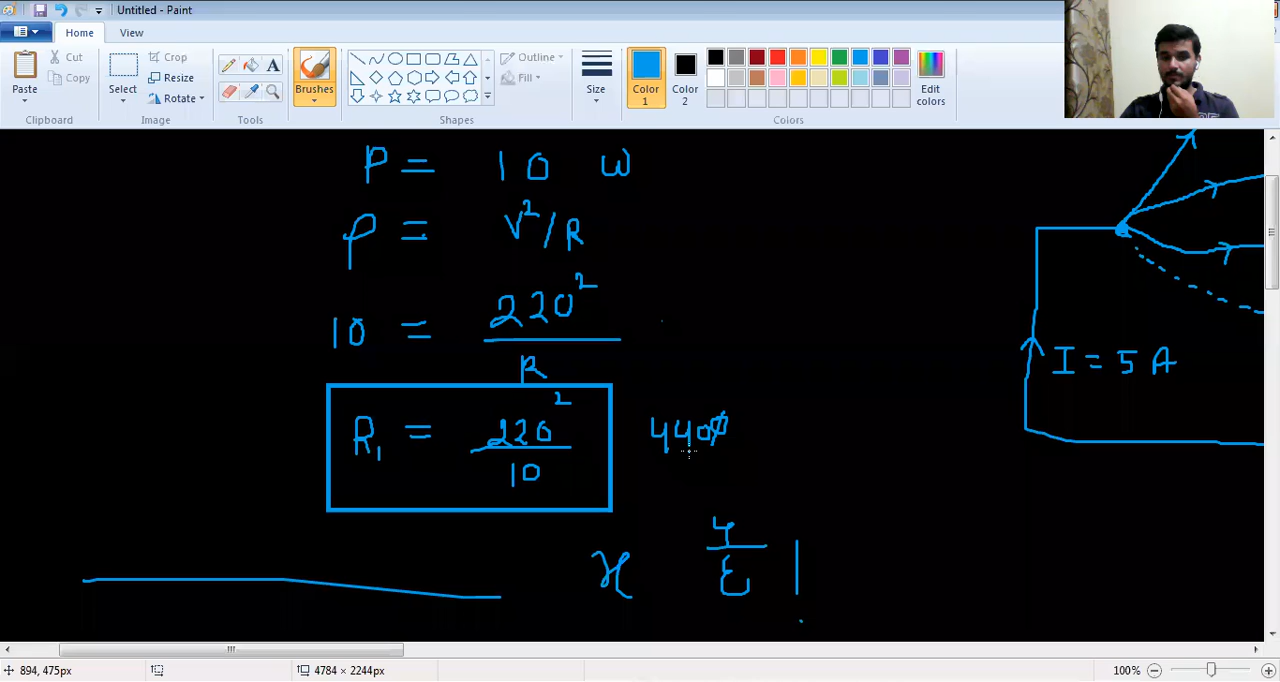 Untitled - Paint
Home View
Paste
Cut
Copy
Clipboard
Select
Crop
Resize
Rotate
Image
A
Tools
Brushes
Shapes
Outline
Fill
Size
Color 1
Color 2
Edit colors
Colors
P = 10 W
P = V²/R
10 = 220² / R
R₁ = 220² / 10
I = 5 A
894, 475px
4784 × 2244px
100%